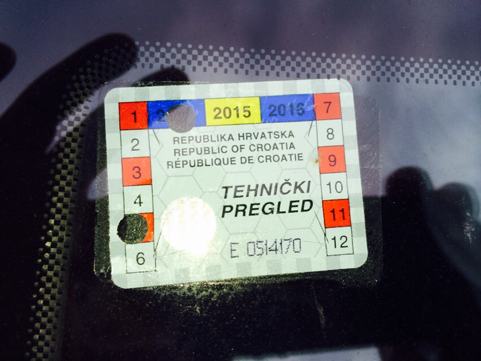 1 2015 2016 7
2 REPUBLIKA HRVATSKA 8
REPUBLIC OF CROATIA
3 RÉPUBLIQUE DE CROATIE 9
4 TEHNIČKI 10
PREGLED 11
6 E 0514170 12